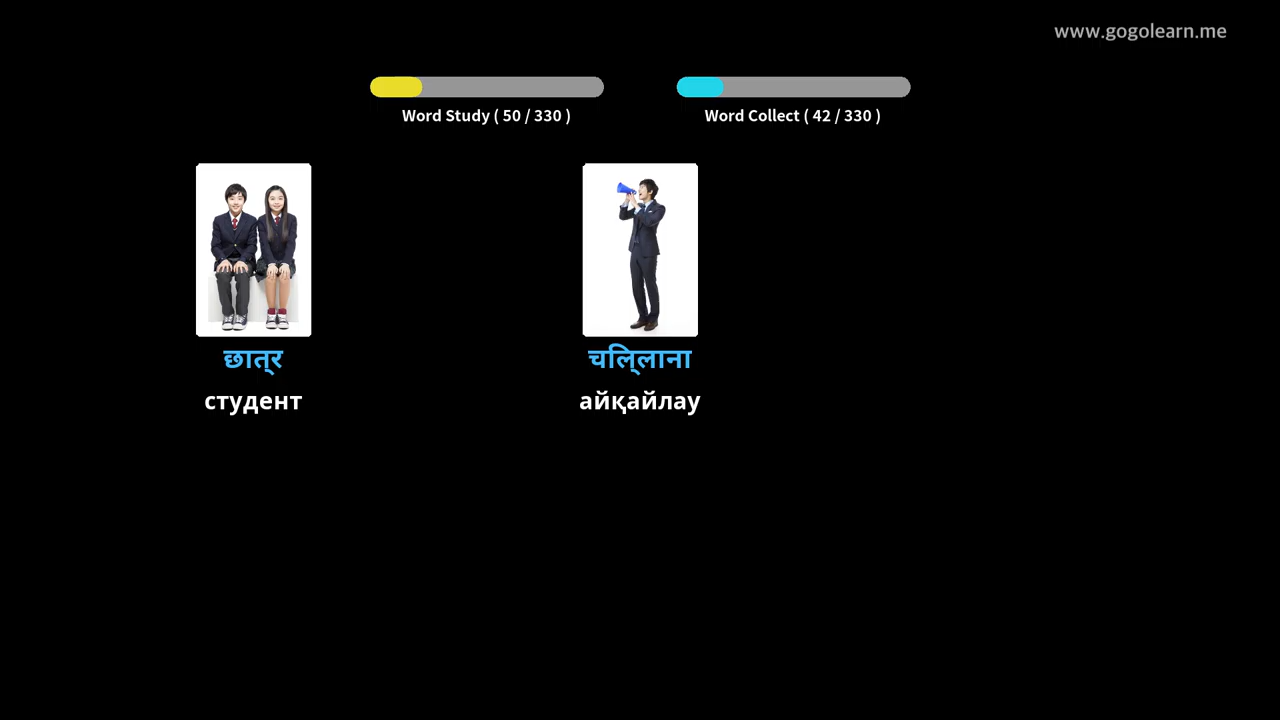 www.gogolearn.me
Word Study ( 50 / 330 )
Word Collect ( 42 / 330 )
छात्र
चिल्लाना
студент
айқайлау